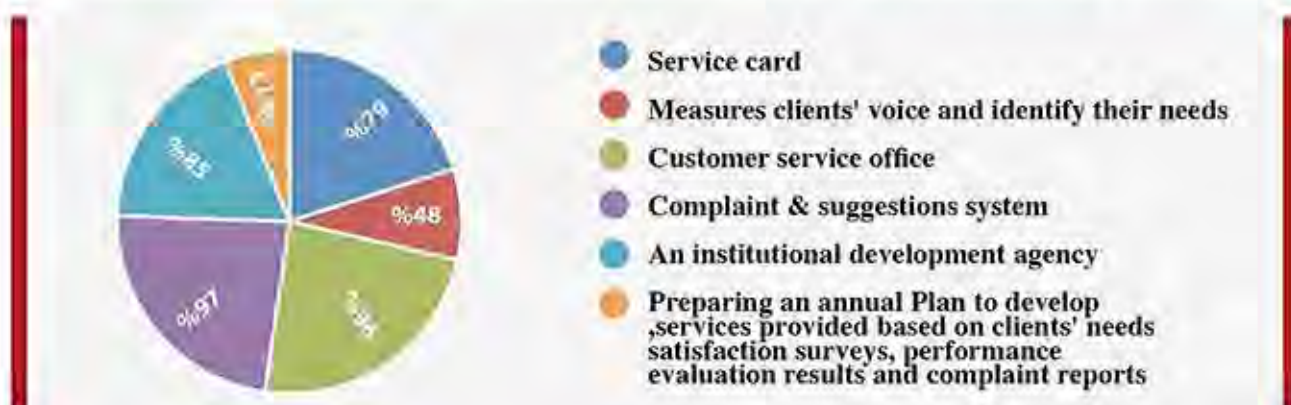 %79
%48
%97
%85
Service card
Measures clients' voice and identify their needs
Customer service office
Complaint & suggestions system
An institutional development agency
Preparing an annual Plan to develop
,services provided based on clients' needs
satisfaction surveys, performance
evaluation results and complaint reports